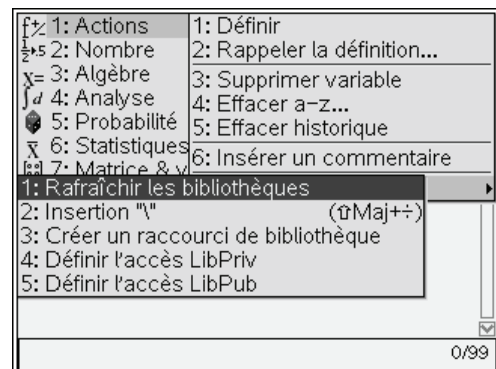 1: Actions
2: Nombre
3: Algèbre
4: Analyse
5: Probabilité
6: Statistiques
7: Matrice & v
1: Définir
2: Rappeler la définition...
3: Supprimer variable
4: Effacer a–z...
5: Effacer historique
6: Insérer un commentaire
1: Rafraîchir les bibliothèques
2: Insertion "\" (⇧Maj+÷)
3: Créer un raccourci de bibliothèque
4: Définir l'accès LibPriv
5: Définir l'accès LibPub
0/99